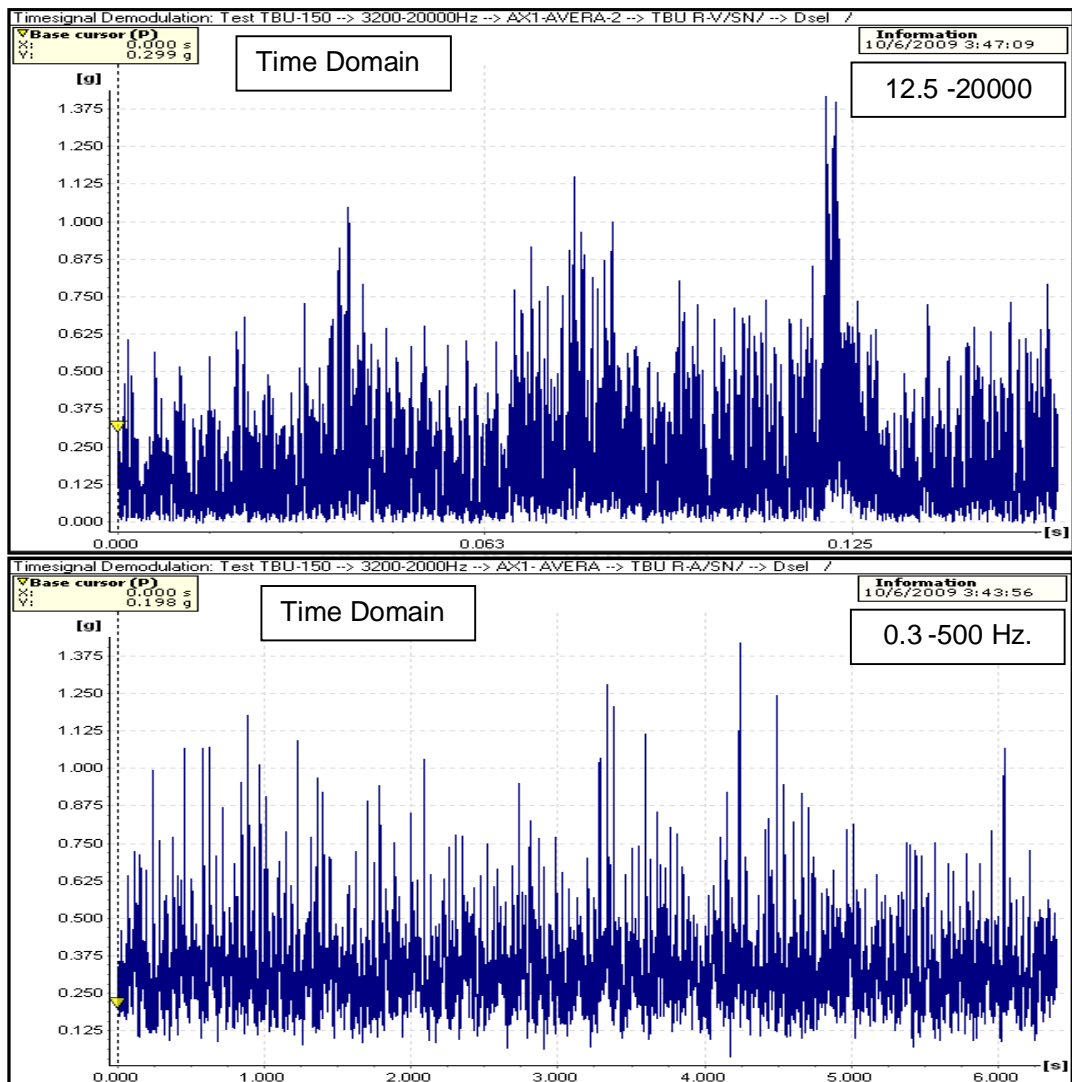 Timesignal Demodulation: Test TBU-150 --> 3200-20000Hz --> AX1-AVERA-2 --> TBU R-V/SN/ --> Dsel /
Base cursor (P)
X: 0.000 s
Y: 0.299 g
Time Domain
Information
10/6/2009 3:47:09
12.5 -20000
[g]
1.375
1.250
1.125
1.000
0.875
0.750
0.625
0.500
0.375
0.250
0.125
0.000
0.000 0.063 0.125 [s]
Timesignal Demodulation: Test TBU-150 --> 3200-2000Hz --> AX1- AVERA --> TBU R-A/SN/ --> Dsel /
Base cursor (P)
X: 0.000 s
Y: 0.198 g
Time Domain
Information
10/6/2009 3:43:56
0.3 -500 Hz.
[g]
1.375
1.250
1.125
1.000
0.875
0.750
0.625
0.500
0.375
0.250
0.125
0.000 1.000 2.000 3.000 4.000 5.000 6.000 [s]